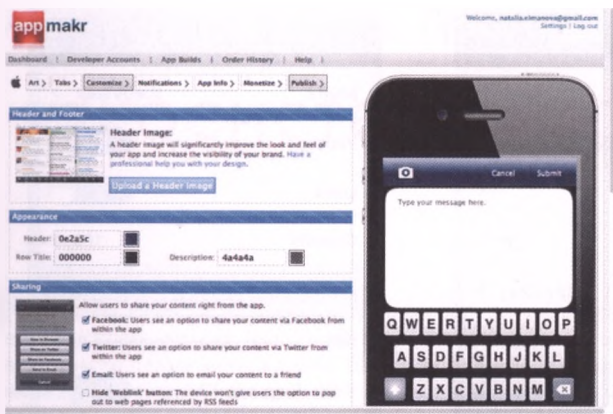 appmakr
Welcome, natalia.eimanova@gmail.com
Settings | Log out
Dashboard | Developer Accounts | App Builds | Order History | Help |
Art > Tabs > Customize > Notifications > App Info > Monetize > Publish >
Header and Footer
Header Image:
A header image will significantly improve the look and feel of
your app and increase the visibility of your brand. Have a
professional help you with your design.
Upload a Header Image
Appearance
Header: 0e2a5c
Row Title: 000000 Description: 4a4a4a
Sharing
Allow users to share your content right from the app.
Facebook: Users see an option to share your content via Facebook from
within the app
Twitter: Users see an option to share your content via Twitter from
within the app
Email: Users see an option to email your content to a friend
Hide 'Weblink' button: The device won't give users the option to pop
out to web pages referenced by RSS feeds
Cancel Submit
Type your message here.
Q W E R T Y U I O P
A S D F G H J K L
Z X C V B N M